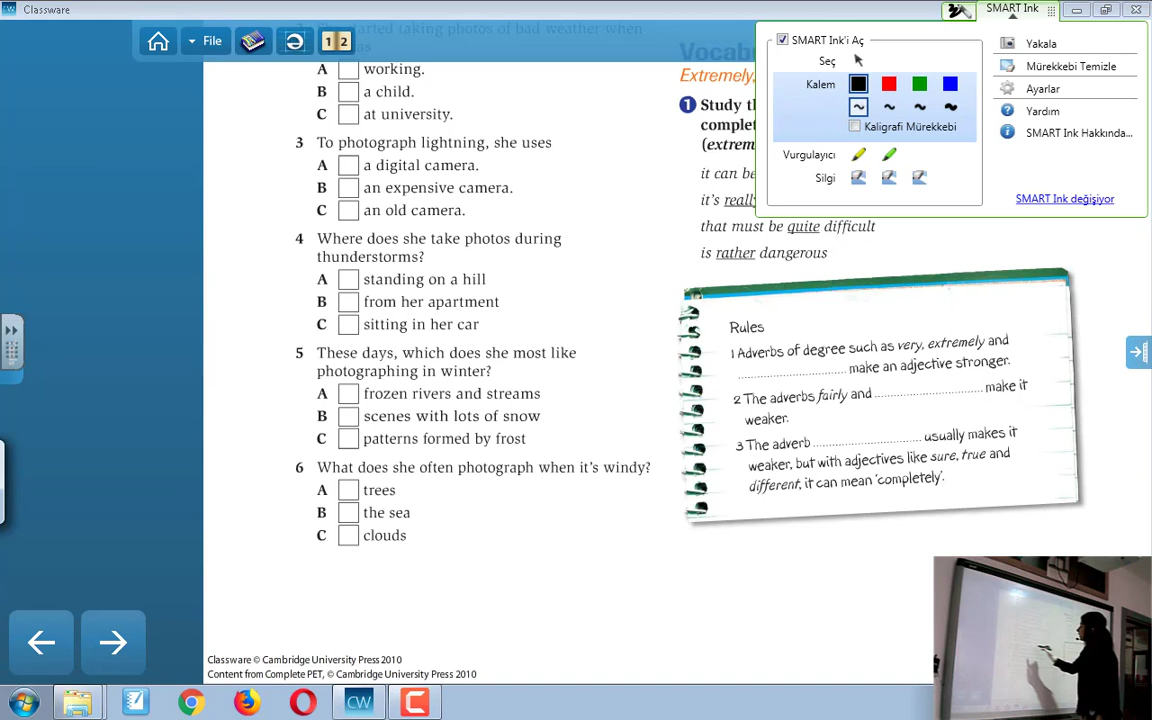 Classware
SMART Ink
File
1 2
started taking photos of bad weather when
A working.
B a child.
C at university.
3 To photograph lightning, she uses
A a digital camera.
B an expensive camera.
C an old camera.
4 Where does she take photos during
thunderstorms?
A standing on a hill
B from her apartment
C sitting in her car
5 These days, which does she most like
photographing in winter?
A frozen rivers and streams
B scenes with lots of snow
C patterns formed by frost
6 What does she often photograph when it's windy?
A trees
B the sea
C clouds
Extremely,
1 Study th
complet
(extrem
it can be
it's really
that must be quite difficult
is rather dangerous
Rules
1 Adverbs of degree such as very, extremely and
make an adjective stronger.
2 The adverbs fairly and make it
weaker.
3 The adverb usually makes it
weaker, but with adjectives like sure, true and
different, it can mean 'completely'.
SMART Ink'i Aç
Seç
Kalem
Kaligrafi Mürekkebi
Vurgulayıcı
Silgi
Yakala
Mürekkebi Temizle
Ayarlar
Yardım
SMART Ink Hakkında...
SMART Ink değişiyor
Classware © Cambridge University Press 2010
Content from Complete PET, © Cambridge University Press 2010
CW